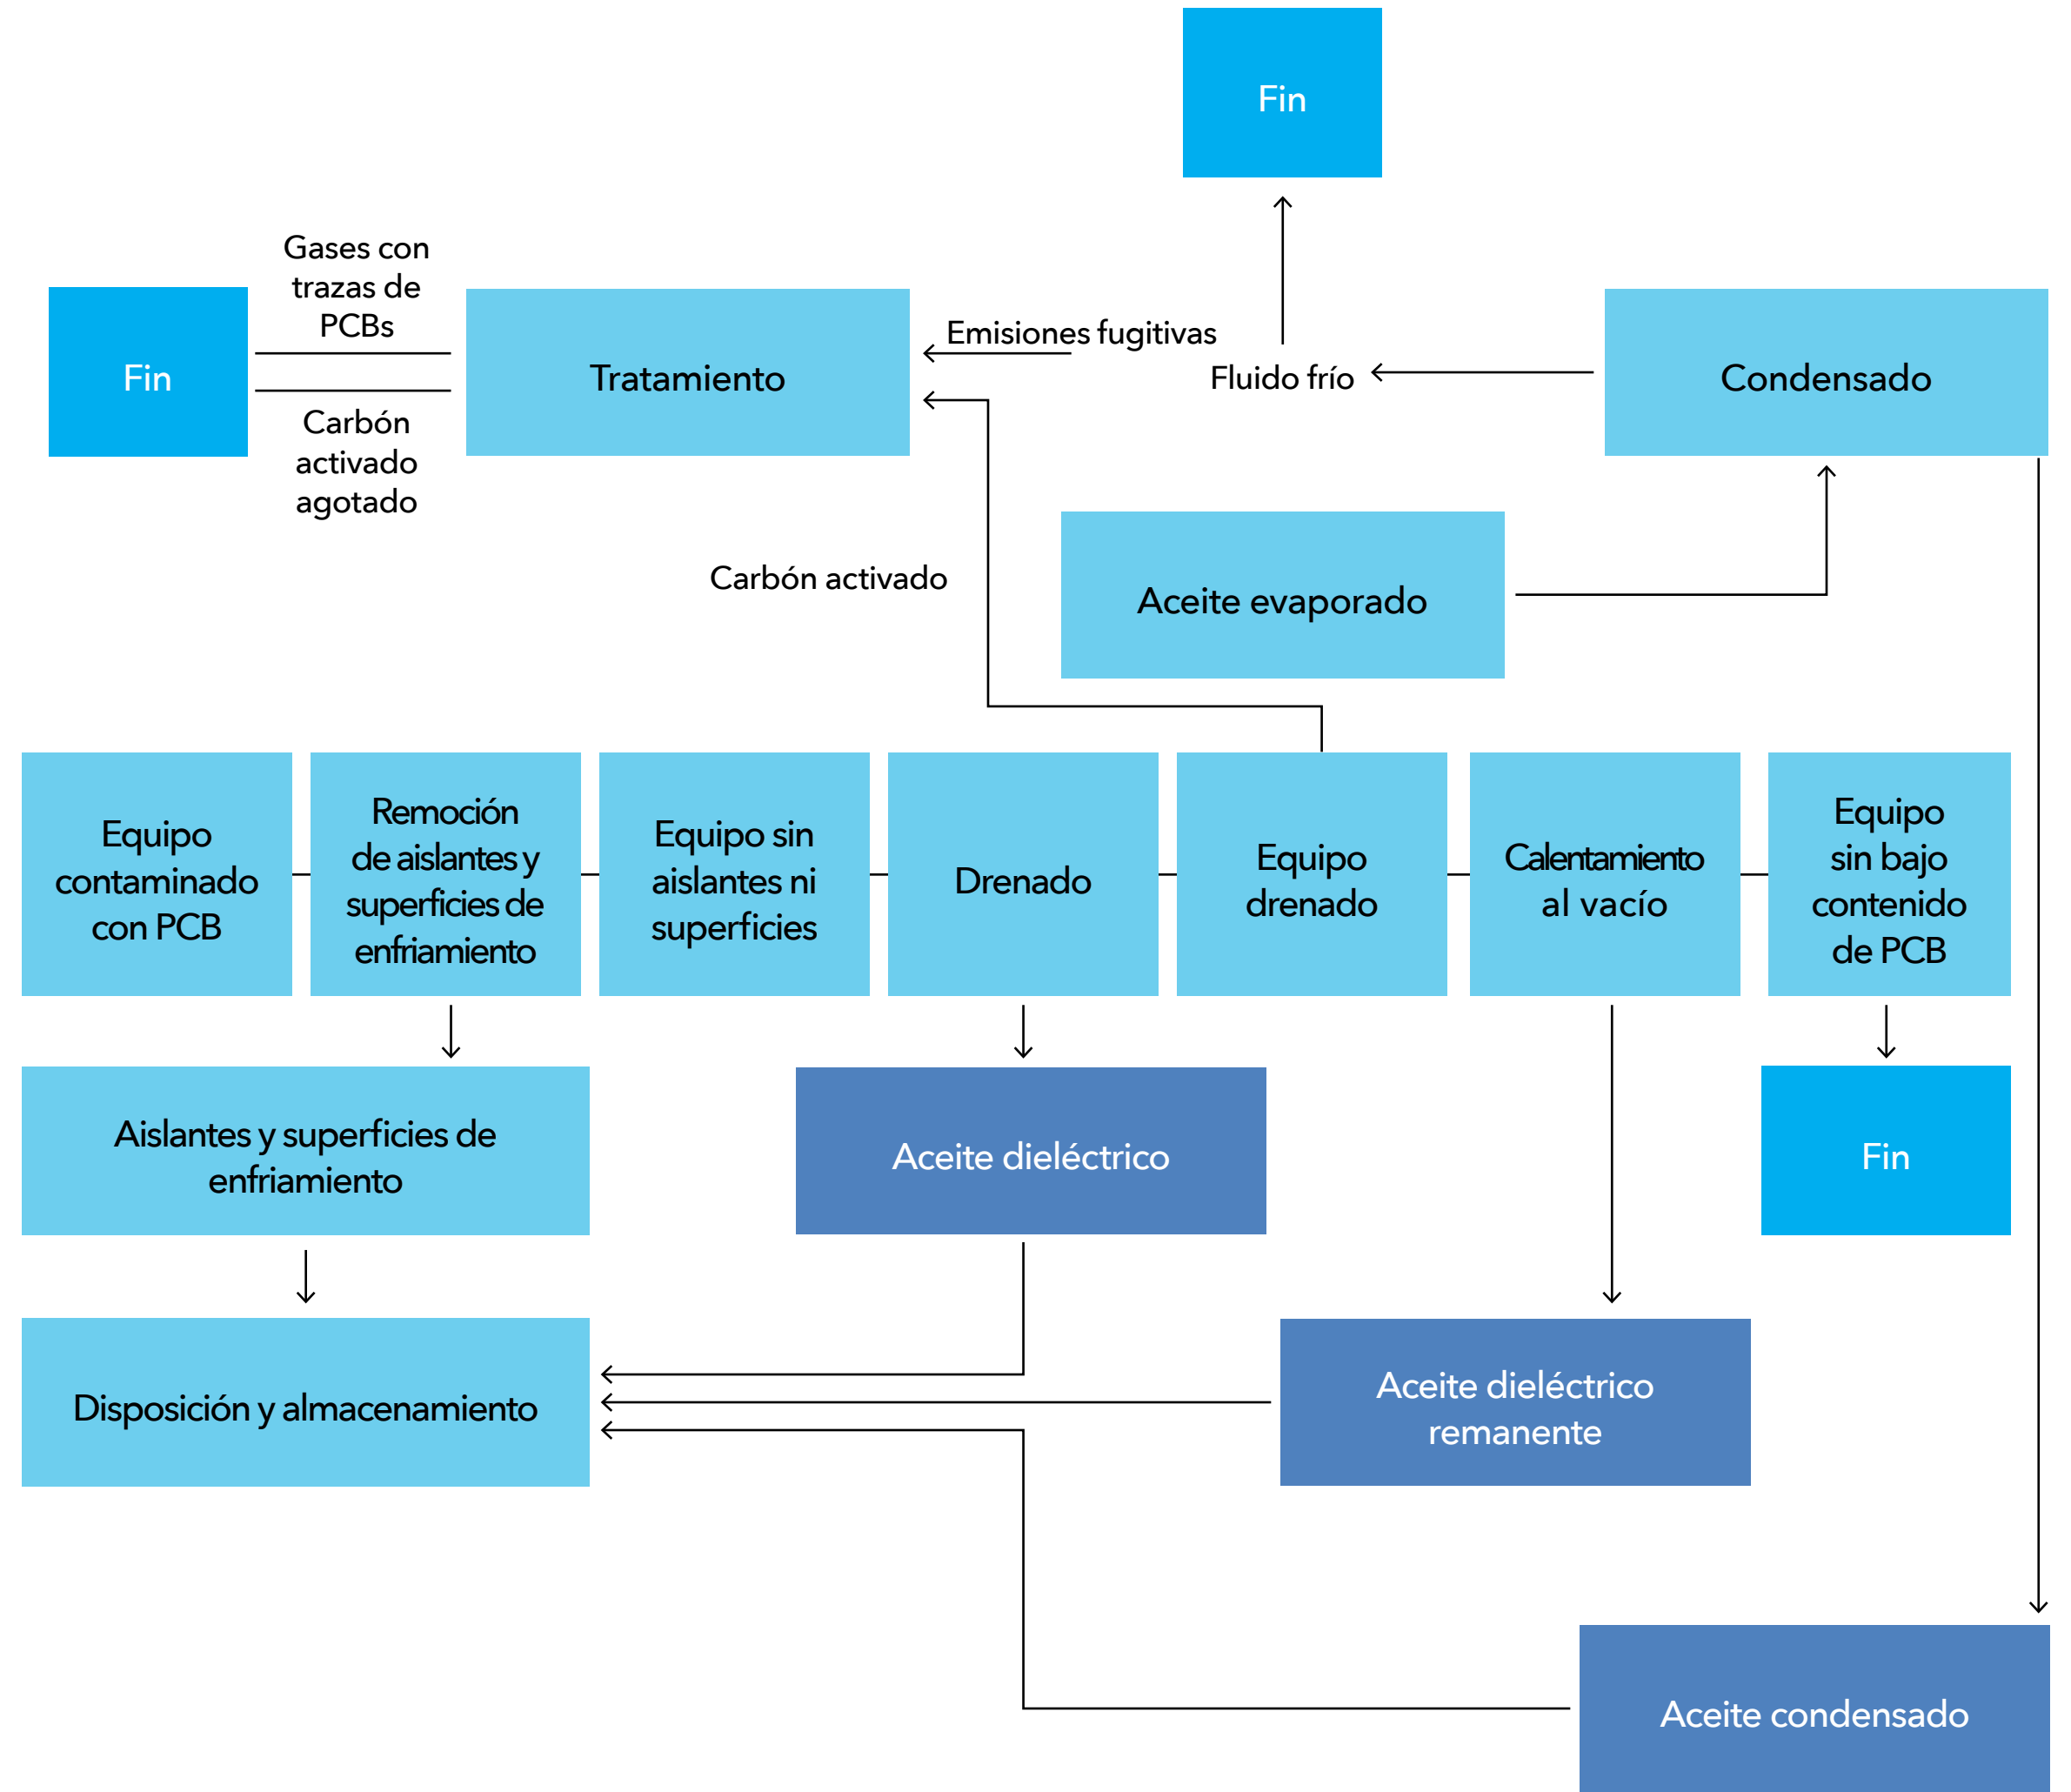 Fin
Gases con
trazas de
PCBs
Fin
Carbón
activado
agotado
Tratamiento
Emisiones fugitivas
Fluido frío
Condensado
Carbón activado
Aceite evaporado
Equipo
contaminado
con PCB
Remoción
de aislantes y
superficies de
enfriamiento
Equipo sin
aislantes ni
superficies
Drenado
Equipo
drenado
Calentamiento
al vacío
Equipo
sin bajo
contenido
de PCB
Aislantes y superficies de
enfriamiento
Aceite dieléctrico
Fin
Disposición y almacenamiento
Aceite dieléctrico
remanente
Aceite condensado